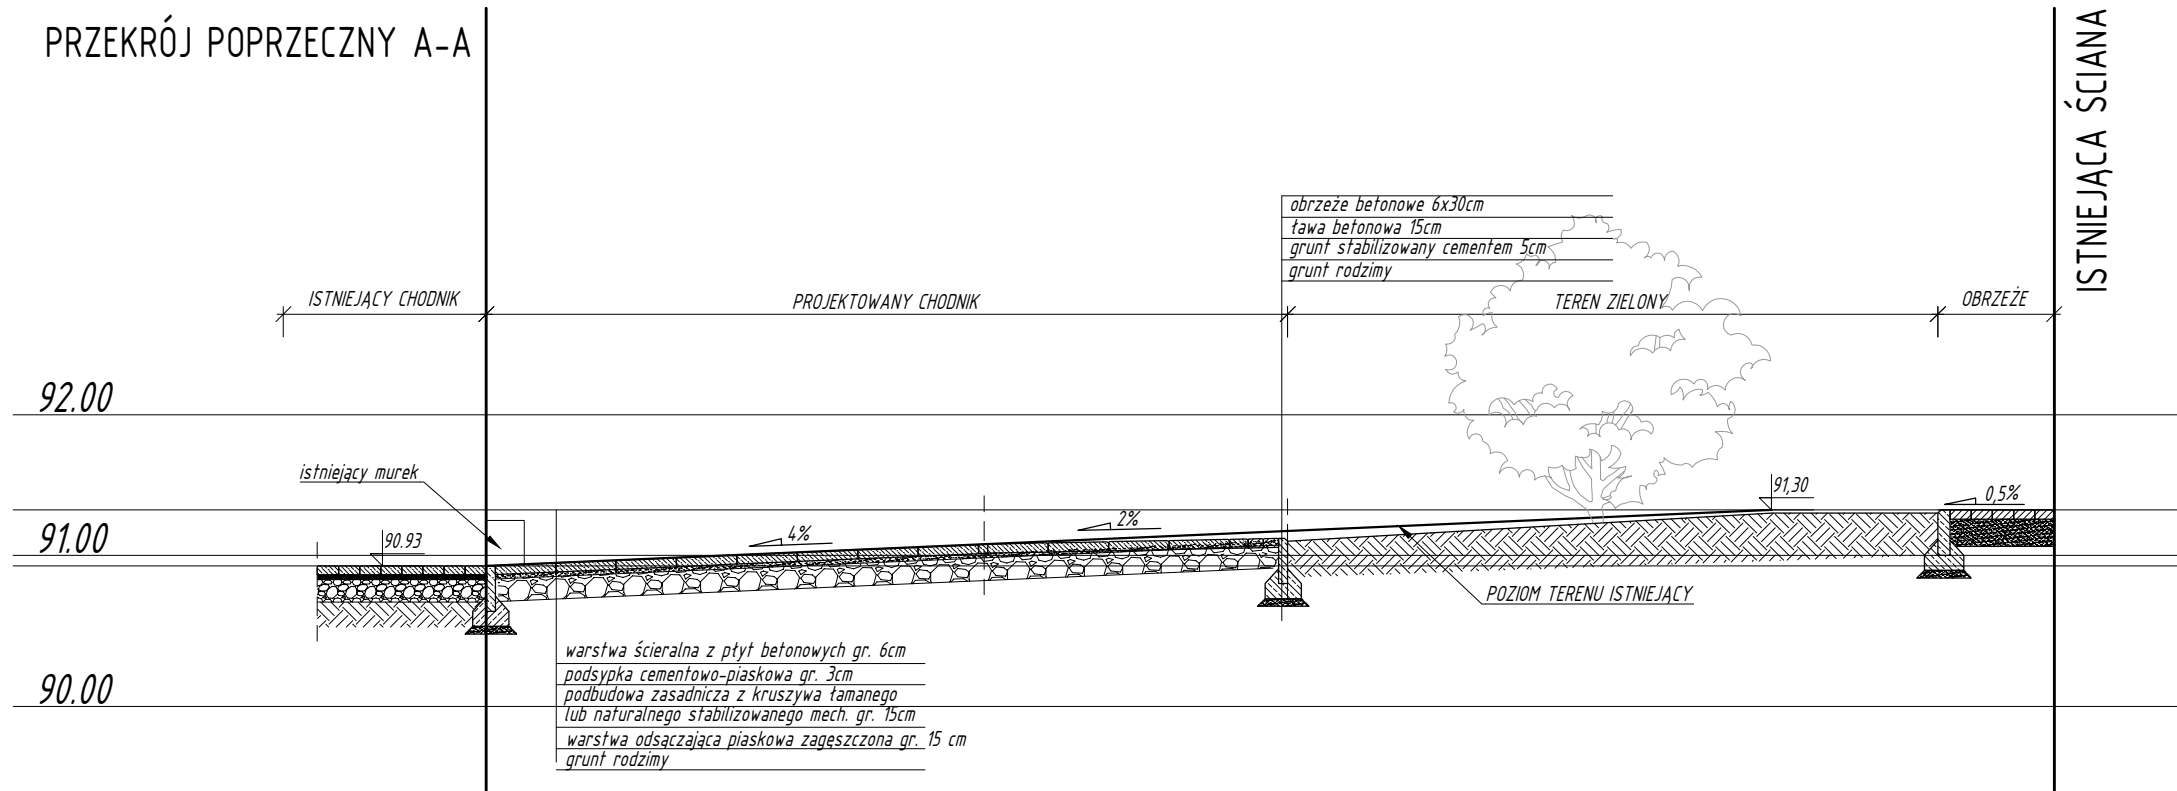 PRZEKRÓJ POPRZECZNY A-A
ISTNIEJĄCA ŚCIANA
obrzeże betonowe 6x30cm
ława betonowa 15cm
grunt stabilizowany cementem 5cm
grunt rodzimy
ISTNIEJĄCY CHODNIK
PROJEKTOWANY CHODNIK
TEREN ZIELONY
OBRZEŻE
92.00
istniejący murek
91,30
0,5%
2%
4%
90.93
91.00
POZIOM TERENU ISTNIEJĄCY
90.00
warstwa ścieralna z płyt betonowych gr. 6cm
podsypka cementowo-piaskowa gr. 3cm
podbudowa zasadnicza z kruszywa łamanego
lub naturalnego stabilizowanego mech. gr. 15cm
warstwa odsączająca piaskowa zagęszczona gr. 15 cm
grunt rodzimy